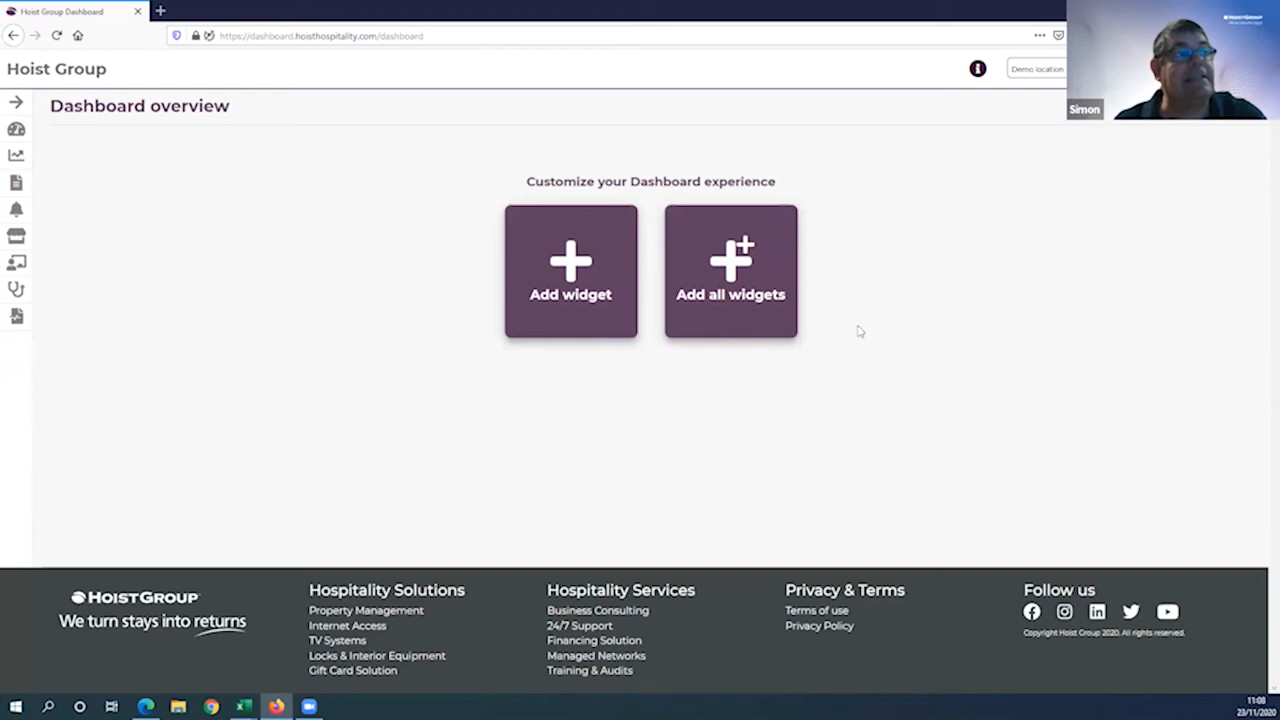 Hoist Group Dashboard
https://dashboard.hoisthospitality.com/dashboard
HOIST GROUP
Hoist Group
Demo location
Simon
Dashboard overview
Customize your Dashboard experience
Add widget
Add all widgets
HOIST GROUP
We turn stays into returns
Hospitality Solutions
Property Management
Internet Access
TV Systems
Locks & Interior Equipment
Gift Card Solution
Hospitality Services
Business Consulting
24/7 Support
Financing Solution
Managed Networks
Training & Audits
Privacy & Terms
Terms of use
Privacy Policy
Follow us
Copyright Hoist Group 2020. All rights reserved.
11:08
23/11/2020